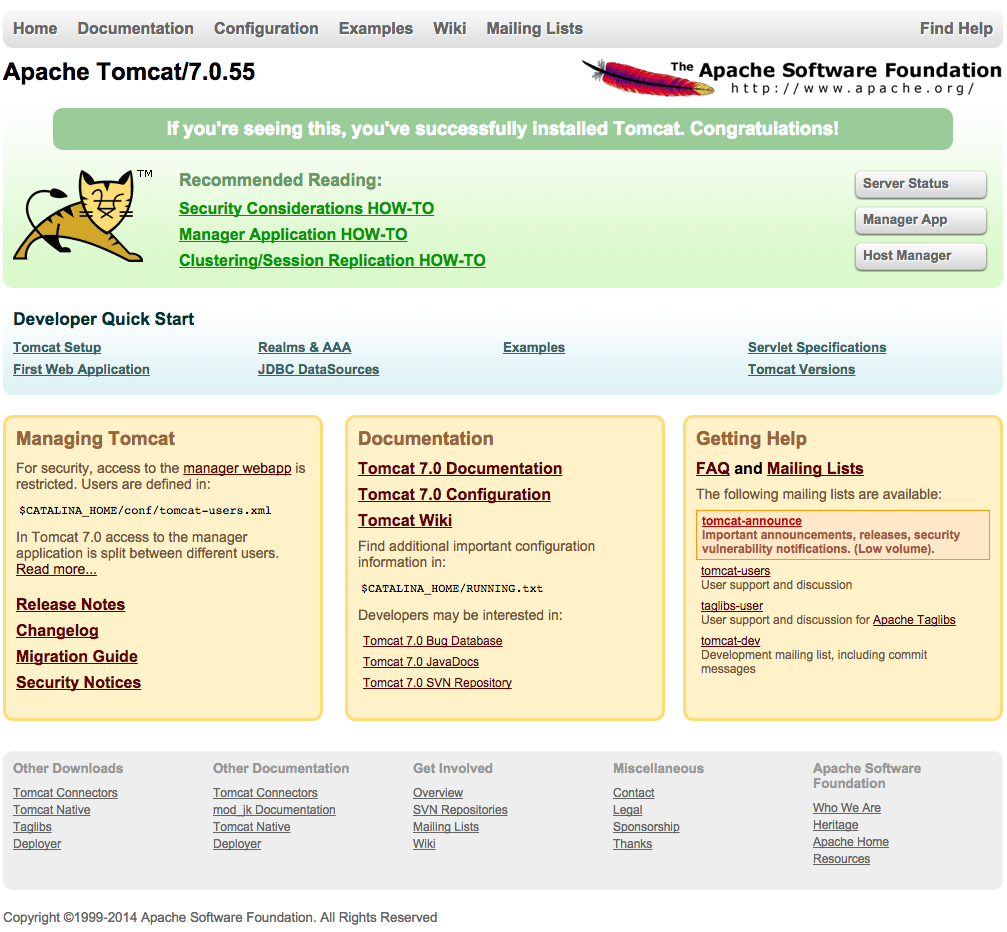 Home Documentation Configuration Examples Wiki Mailing Lists Find Help
Apache Tomcat/7.0.55
The Apache Software Foundation
http://www.apache.org/
If you're seeing this, you've successfully installed Tomcat. Congratulations!
TM
Recommended Reading:
Security Considerations HOW-TO
Manager Application HOW-TO
Clustering/Session Replication HOW-TO
Server Status
Manager App
Host Manager
Developer Quick Start
Tomcat Setup Realms & AAA Examples Servlet Specifications
First Web Application JDBC DataSources Tomcat Versions
Managing Tomcat
For security, access to the manager webapp is
restricted. Users are defined in:
$CATALINA_HOME/conf/tomcat-users.xml
In Tomcat 7.0 access to the manager
application is split between different users.
Read more...
Release Notes
Changelog
Migration Guide
Security Notices
Documentation
Tomcat 7.0 Documentation
Tomcat 7.0 Configuration
Tomcat Wiki
Find additional important configuration
information in:
$CATALINA_HOME/RUNNING.txt
Developers may be interested in:
Tomcat 7.0 Bug Database
Tomcat 7.0 JavaDocs
Tomcat 7.0 SVN Repository
Getting Help
FAQ and Mailing Lists
The following mailing lists are available:
tomcat-announce
Important announcements, releases, security
vulnerability notifications. (Low volume).
tomcat-users
User support and discussion
taglibs-user
User support and discussion for Apache Taglibs
tomcat-dev
Development mailing list, including commit
messages
Other Downloads
Tomcat Connectors
Tomcat Native
Taglibs
Deployer
Other Documentation
Tomcat Connectors
mod_jk Documentation
Tomcat Native
Deployer
Get Involved
Overview
SVN Repositories
Mailing Lists
Wiki
Miscellaneous
Contact
Legal
Sponsorship
Thanks
Apache Software
Foundation
Who We Are
Heritage
Apache Home
Resources
Copyright ©1999-2014 Apache Software Foundation. All Rights Reserved